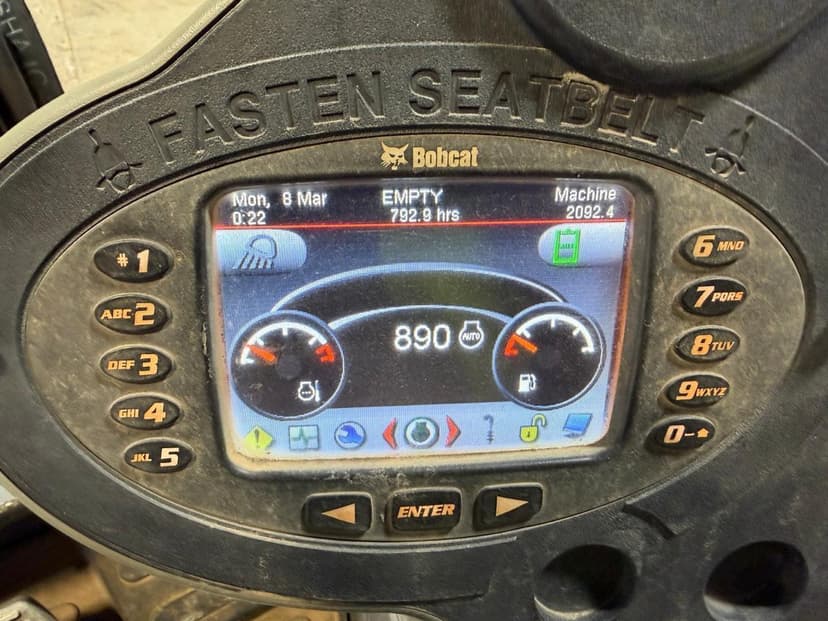 FASTEN SEATBELT
Bobcat
Mon, 8 Mar EMPTY Machine
0:22 792.9 hrs 2092.4
890 AUTO
#1
ABC 2
DEF 3
GHI 4
JKL 5
6 MNO
7 PQRS
8 TUV
9 WXYZ
0
ENTER